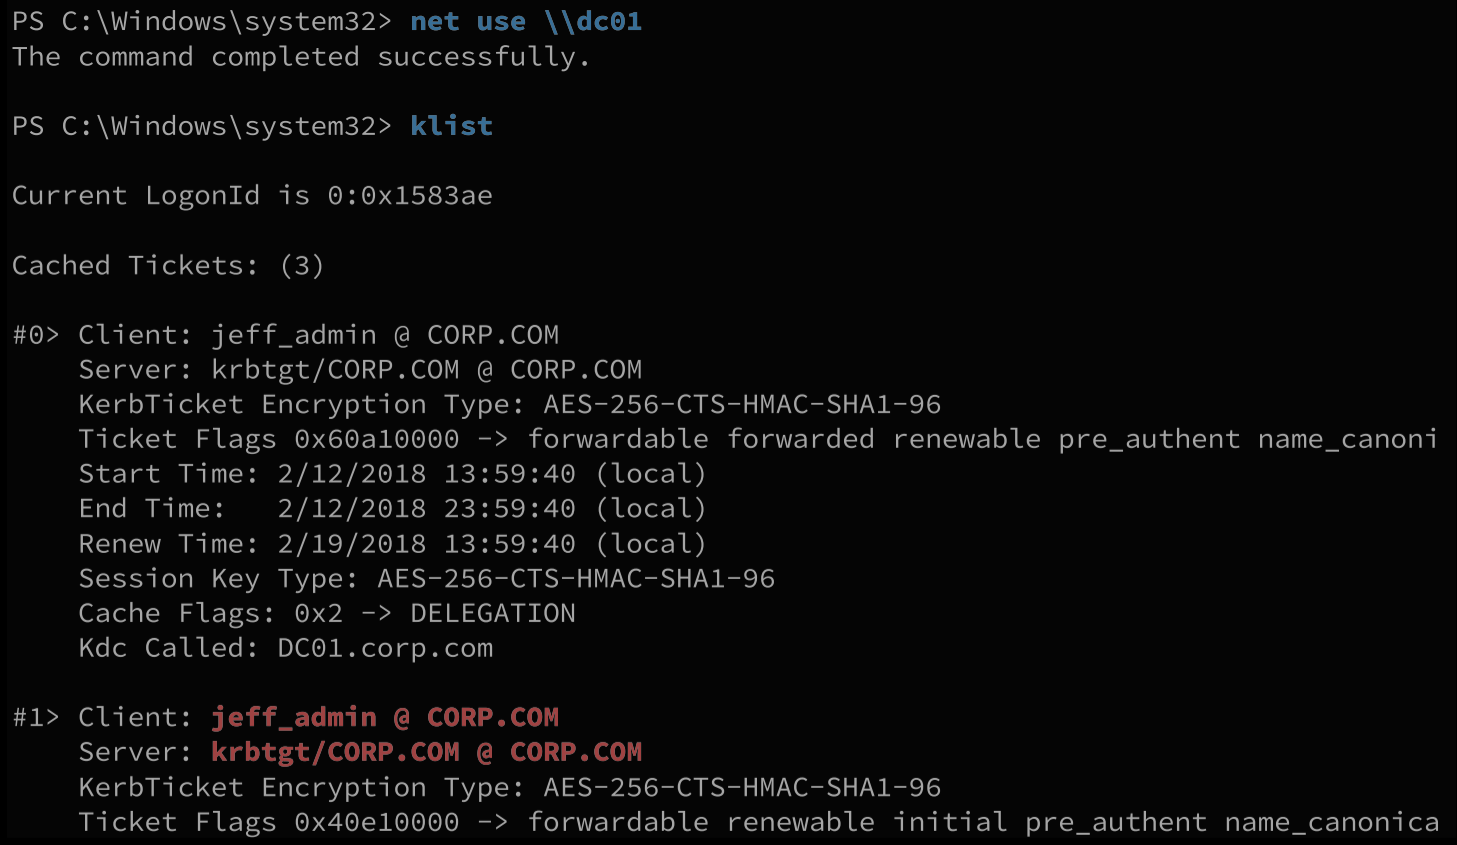 PS C:\Windows\system32> net use \\dc01
The command completed successfully.
PS C:\Windows\system32> klist
Current LogonId is 0:0x1583ae
Cached Tickets: (3)
#0> Client: jeff_admin @ CORP.COM
Server: krbtgt/CORP.COM @ CORP.COM
KerbTicket Encryption Type: AES-256-CTS-HMAC-SHA1-96
Ticket Flags 0x60a10000 -> forwardable forwarded renewable pre_authent name_canoni
Start Time: 2/12/2018 13:59:40 (local)
End Time:   2/12/2018 23:59:40 (local)
Renew Time: 2/19/2018 13:59:40 (local)
Session Key Type: AES-256-CTS-HMAC-SHA1-96
Cache Flags: 0x2 -> DELEGATION
Kdc Called: DC01.corp.com
#1> Client: jeff_admin @ CORP.COM
Server: krbtgt/CORP.COM @ CORP.COM
KerbTicket Encryption Type: AES-256-CTS-HMAC-SHA1-96
Ticket Flags 0x40e10000 -> forwardable renewable initial pre_authent name_canonica